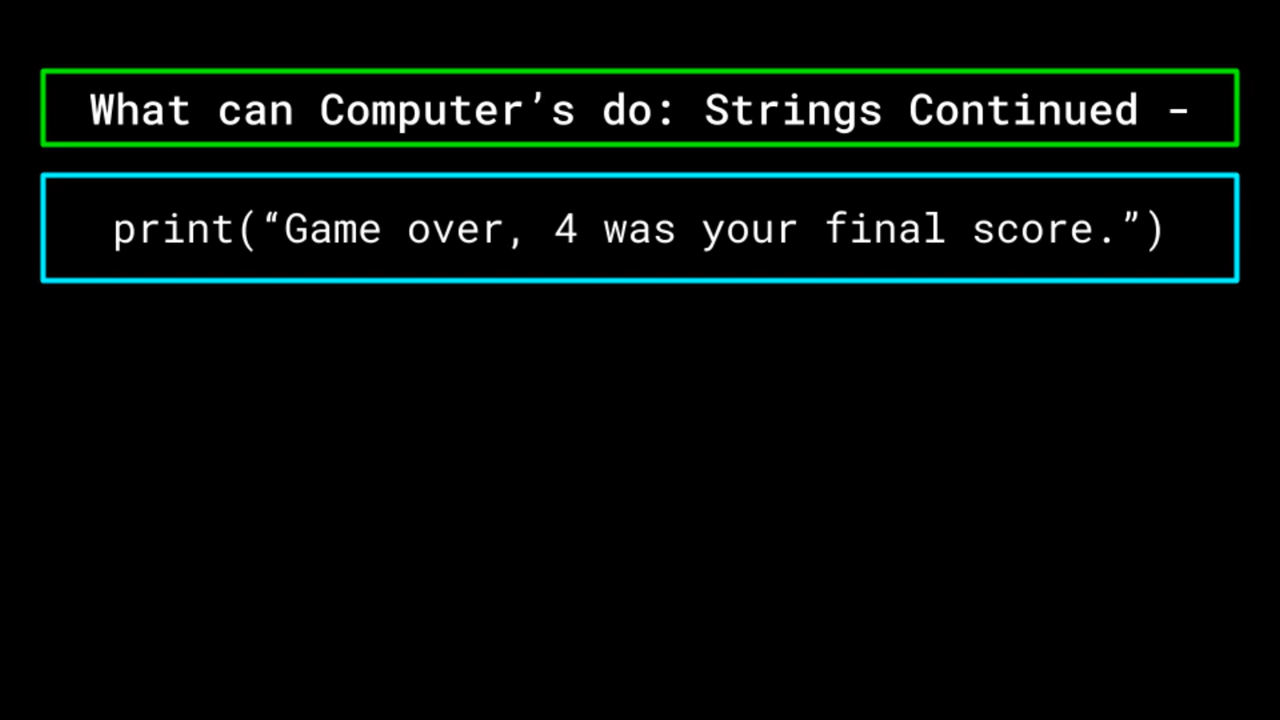 What can Computer’s do: Strings Continued -
print(“Game over, 4 was your final score.”)